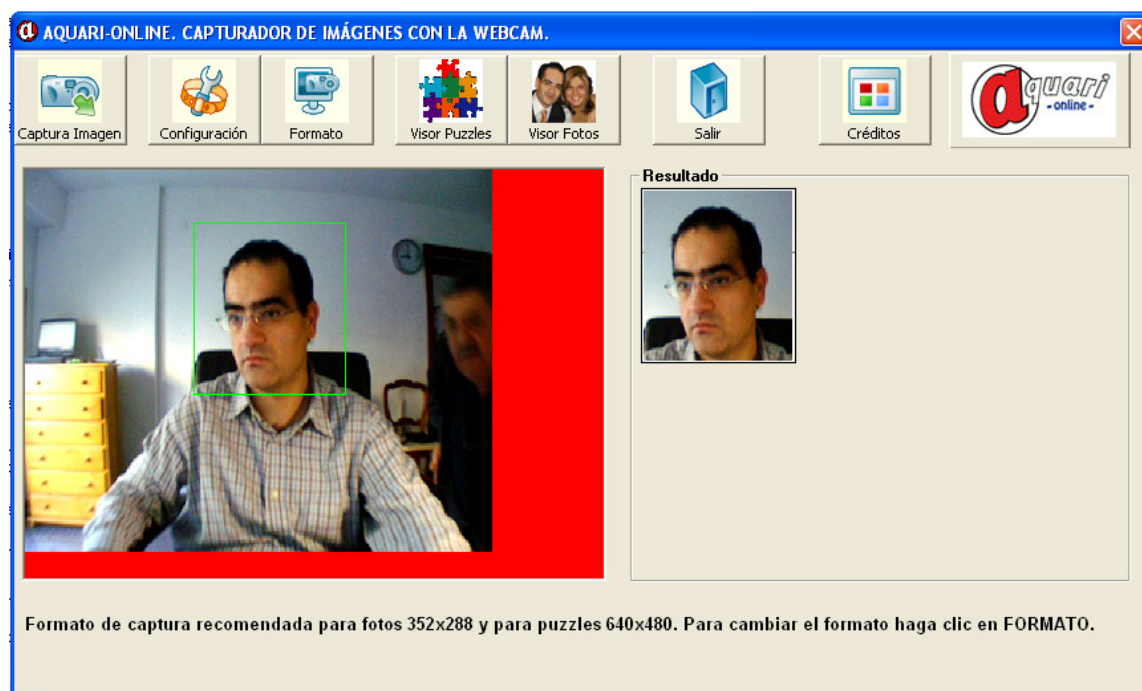 AQUARI-ONLINE. CAPTURADOR DE IMÁGENES CON LA WEBCAM.
Captura Imagen
Configuración
Formato
Visor Puzzles
Visor Fotos
Salir
Créditos
aquari
- online -
Resultado
Formato de captura recomendada para fotos 352x288 y para puzzles 640x480. Para cambiar el formato haga clic en FORMATO.